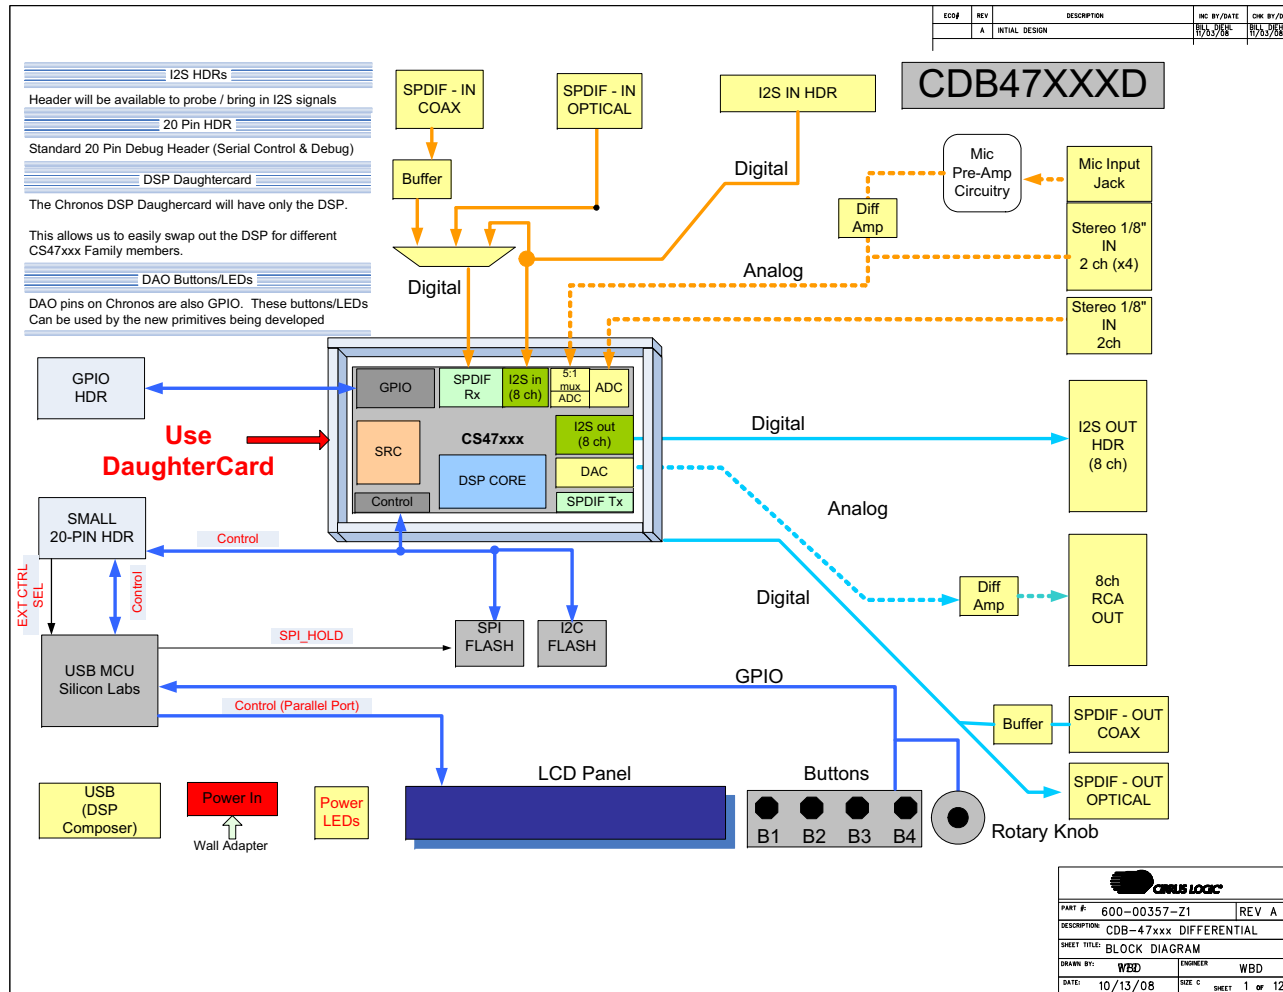 ECO# REV DESCRIPTION INC BY/DATE CHK BY/D
A INTIAL DESIGN BILL DIEHL 11/03/08 BILL DIEH 11/03/08
CDB47XXXD
I2S HDRs
Header will be available to probe / bring in I2S signals
20 Pin HDR
Standard 20 Pin Debug Header (Serial Control & Debug)
DSP Daughtercard
The Chronos DSP Daughercard will have only the DSP.
This allows us to easily swap out the DSP for different
CS47xxx Family members.
DAO Buttons/LEDs
DAO pins on Chronos are also GPIO. These buttons/LEDs
Can be used by the new primitives being developed
SPDIF - IN
COAX
SPDIF - IN
OPTICAL
I2S IN HDR
Buffer
Digital
Digital
Mic
Pre-Amp
Circuitry
Mic Input
Jack
Diff
Amp
Stereo 1/8"
IN
2 ch (x4)
Analog
Stereo 1/8"
IN
2ch
GPIO
HDR
GPIO
SPDIF
Rx
I2S in
(8 ch)
5:1
mux
ADC
ADC
Use
DaughterCard
SRC
CS47xxx
I2S out
(8 ch)
DSP CORE
DAC
Control
SPDIF Tx
Digital
I2S OUT
HDR
(8 ch)
Analog
SMALL
20-PIN HDR
Control
EXT CTRL
SEL
Control
Digital
Diff
Amp
8ch
RCA
OUT
SPI_HOLD
SPI
FLASH
I2C
FLASH
USB MCU
Silicon Labs
GPIO
Control (Parallel Port)
Buffer
SPDIF - OUT
COAX
SPDIF - OUT
OPTICAL
USB
(DSP
Composer)
Power In
Wall Adapter
Power
LEDs
LCD Panel
Buttons
B1 B2 B3 B4
Rotary Knob
CIRRUS LOGIC®
PART #: 600-00357-Z1 REV A
DESCRIPTION: CDB-47xxx DIFFERENTIAL
SHEET TITLE: BLOCK DIAGRAM
DRAWN BY: ENGINEER WBD
DATE: 10/13/08 SIZE C SHEET 1 OF 12